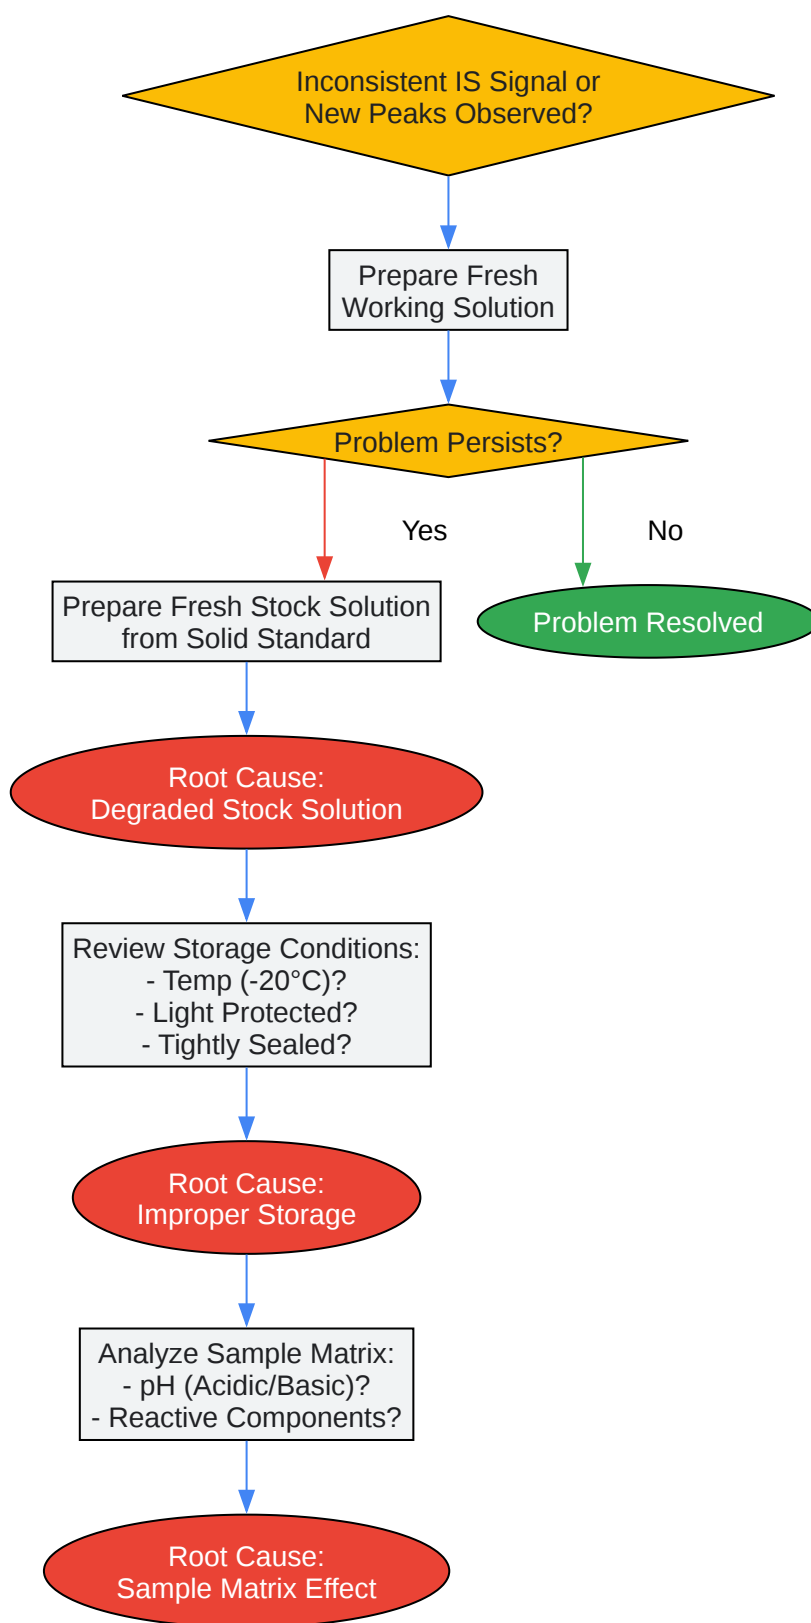 Inconsistent IS Signal or
New Peaks Observed?
Prepare Fresh
Working Solution
Problem Persists?
Yes
No
Prepare Fresh Stock Solution
from Solid Standard
Problem Resolved
Root Cause:
Degraded Stock Solution
Review Storage Conditions:
- Temp (-20°C)?
- Light Protected?
- Tightly Sealed?
Root Cause:
Improper Storage
Analyze Sample Matrix:
- pH (Acidic/Basic)?
- Reactive Components?
Root Cause:
Sample Matrix Effect